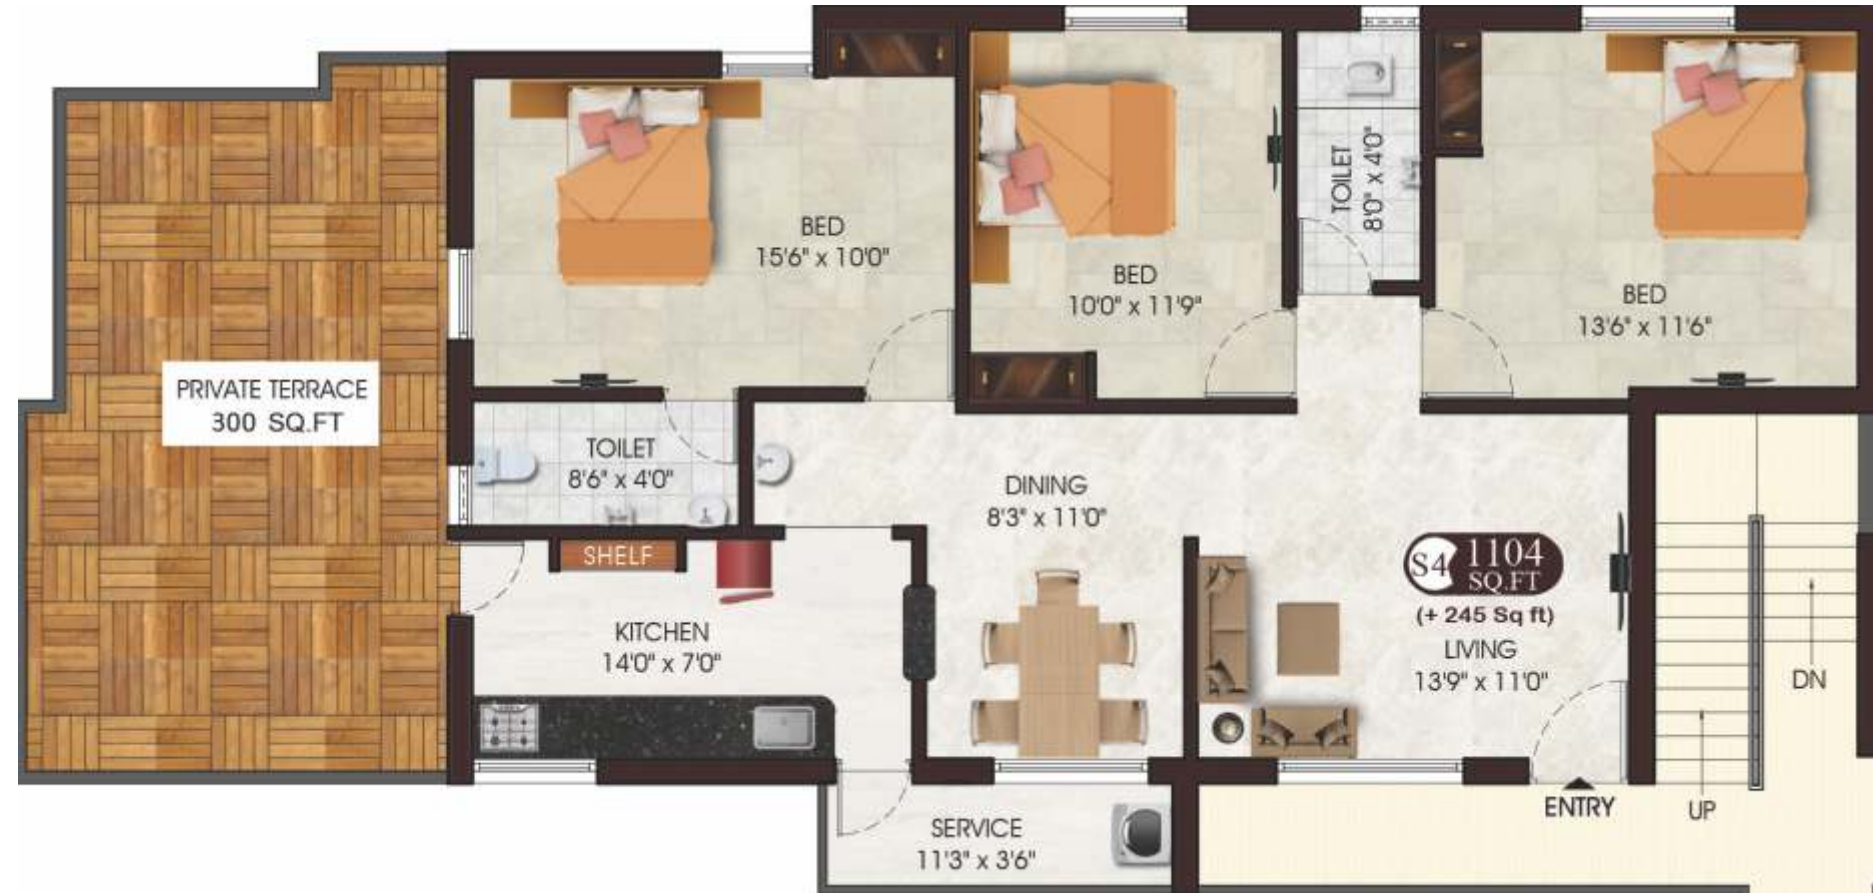 BED
15'6" x 10'0"
BED
10'0" x 11'9"
TOILET
8'0" x 4'0"
BED
13'6" x 11'6"
PRIVATE TERRACE
300 SQ.FT
TOILET
8'6" x 4'0"
DINING
8'3" x 11'0"
SHELF
KITCHEN
14'0" x 7'0"
S4 1104
SQ.FT
(+ 245 Sq ft)
LIVING
13'9" x 11'0"
DN
UP
ENTRY
SERVICE
11'3" x 3'6"